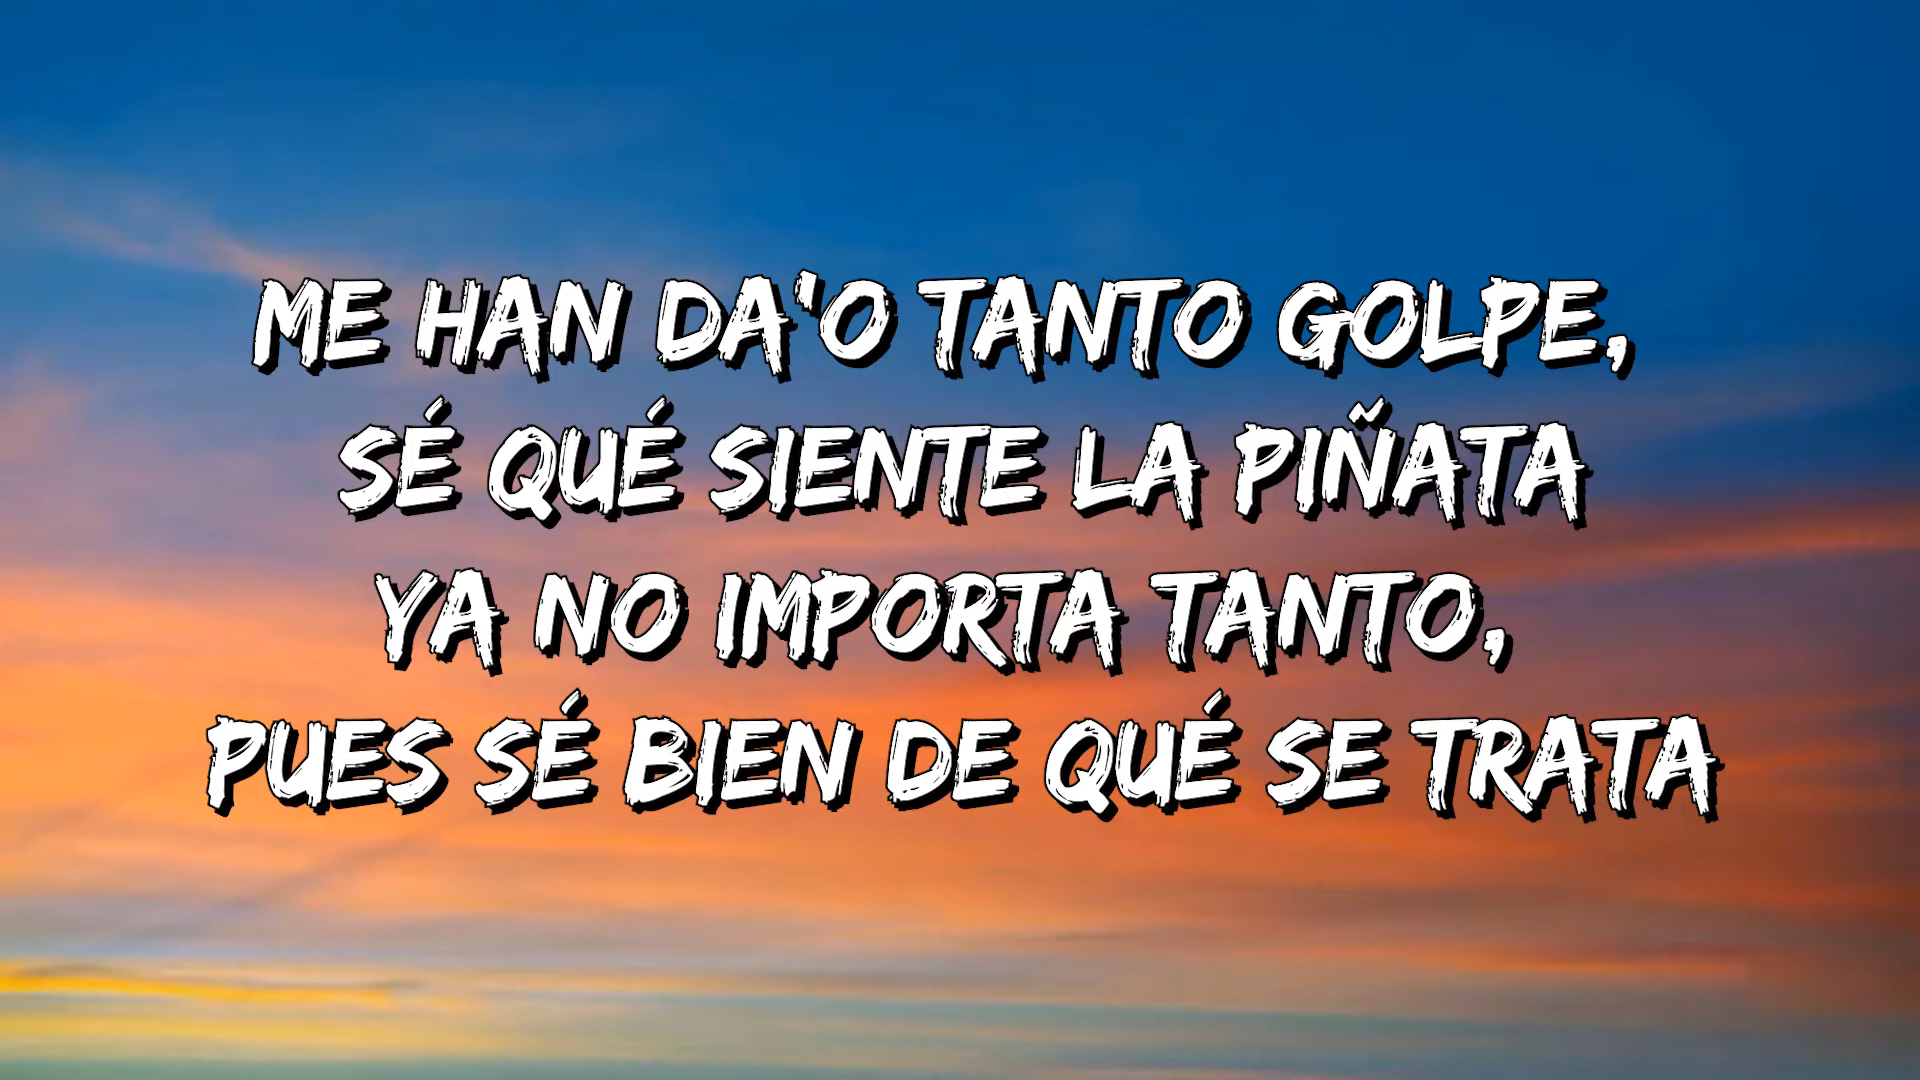 ME HAN DA'O TANTO GOLPE,
SÉ QUÉ SIENTE LA PIÑATA
YA NO IMPORTA TANTO,
PUES SÉ BIEN DE QUÉ SE TRATA